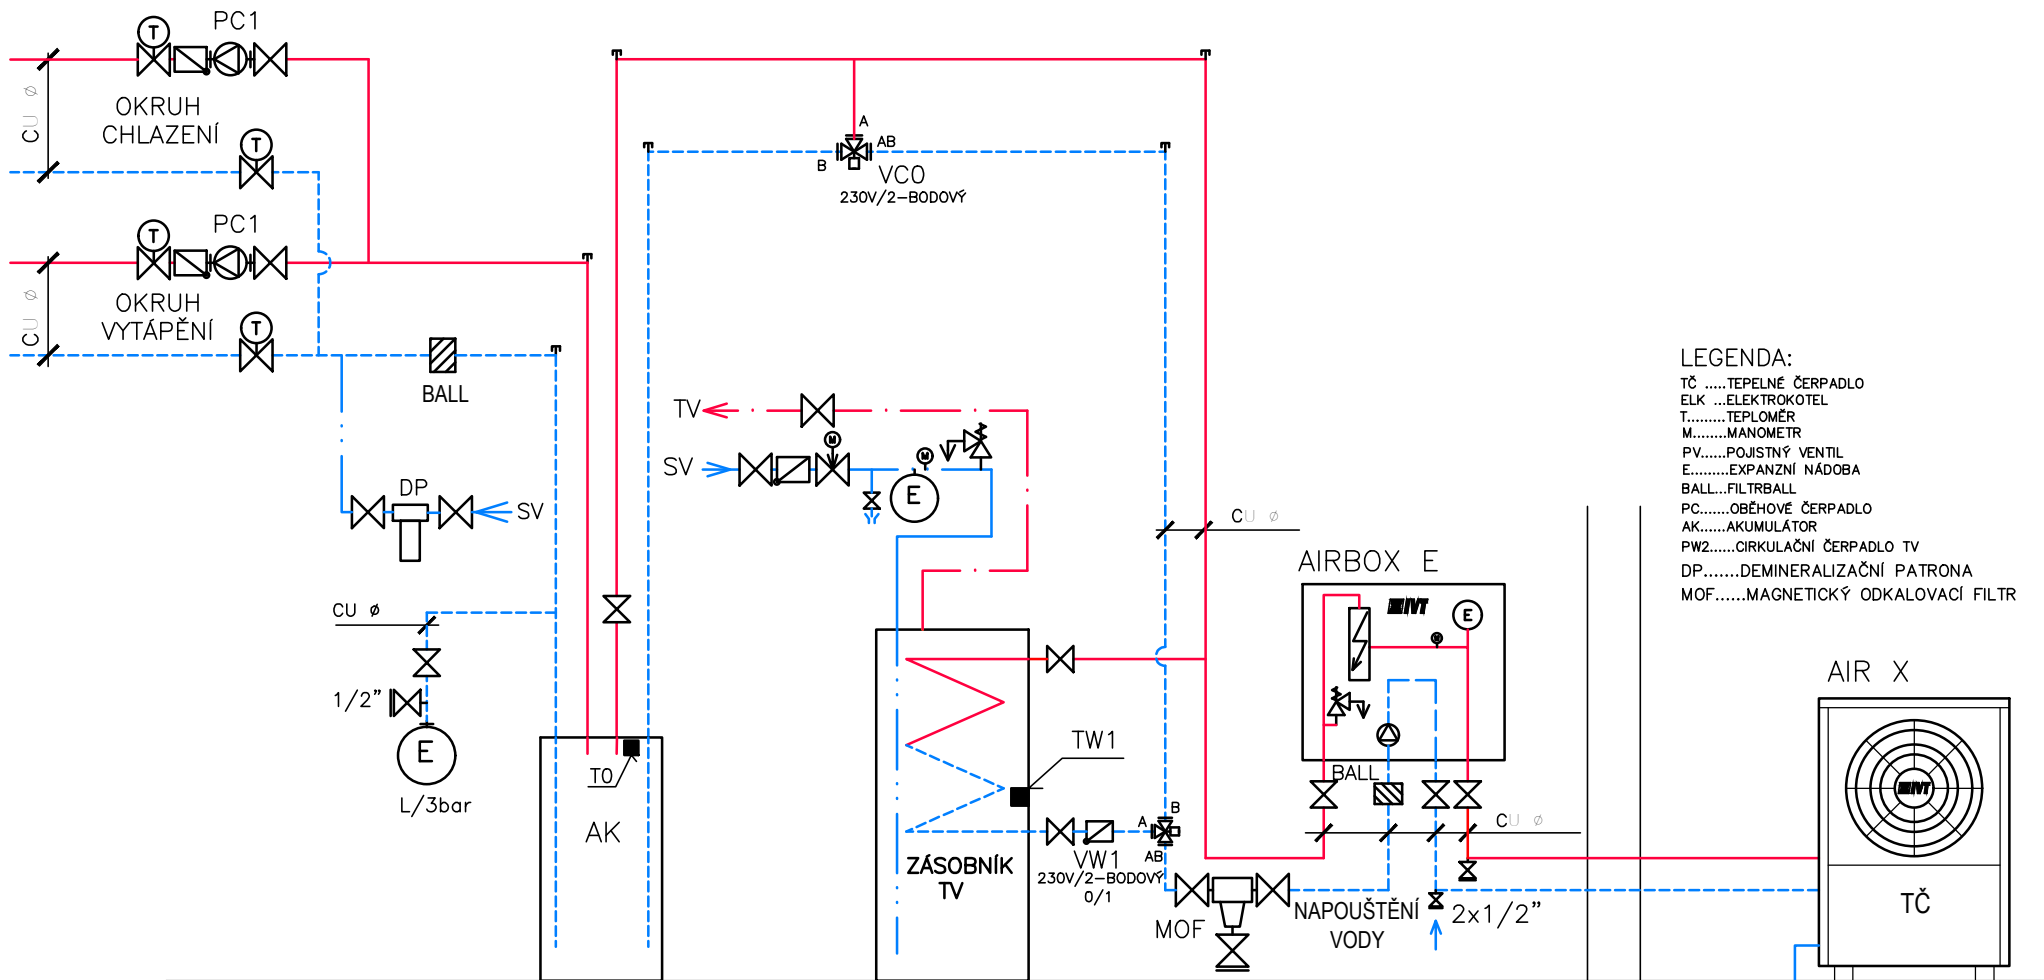 PC1
T
CU ø
OKRUH
CHLAZENÍ
T
PC1
T
CU ø
OKRUH
VYTÁPĚNÍ
T
BALL
DP
SV
CU ø
1/2"
E
L/3bar
T0
AK
A
AB
B
VC0
230V/2-BODOVÝ
TV
SV
M
M
E
CU ø
TW1
ZÁSOBNÍK
TV
A
B
AB
VW1
230V/2-BODOVÝ
0/1
MOF
AIRBOX E
IVT
E
M
BALL
CU ø
NAPOUŠTĚNÍ
VODY
2x1/2"
LEGENDA:
TČ .....TEPELNÉ ČERPADLO
ELK ...ELEKTROKOTEL
T.........TEPLOMĚR
M........MANOMETR
PV......POJISTNÝ VENTIL
E.........EXPANZNÍ NÁDOBA
BALL...FILTRBALL
PC.......OBĚHOVÉ ČERPADLO
AK......AKUMULÁTOR
PW2......CIRKULAČNÍ ČERPADLO TV
DP.......DEMINERALIZAČNÍ PATRONA
MOF......MAGNETICKÝ ODKALOVACÍ FILTR
AIR X
IVT
TČ